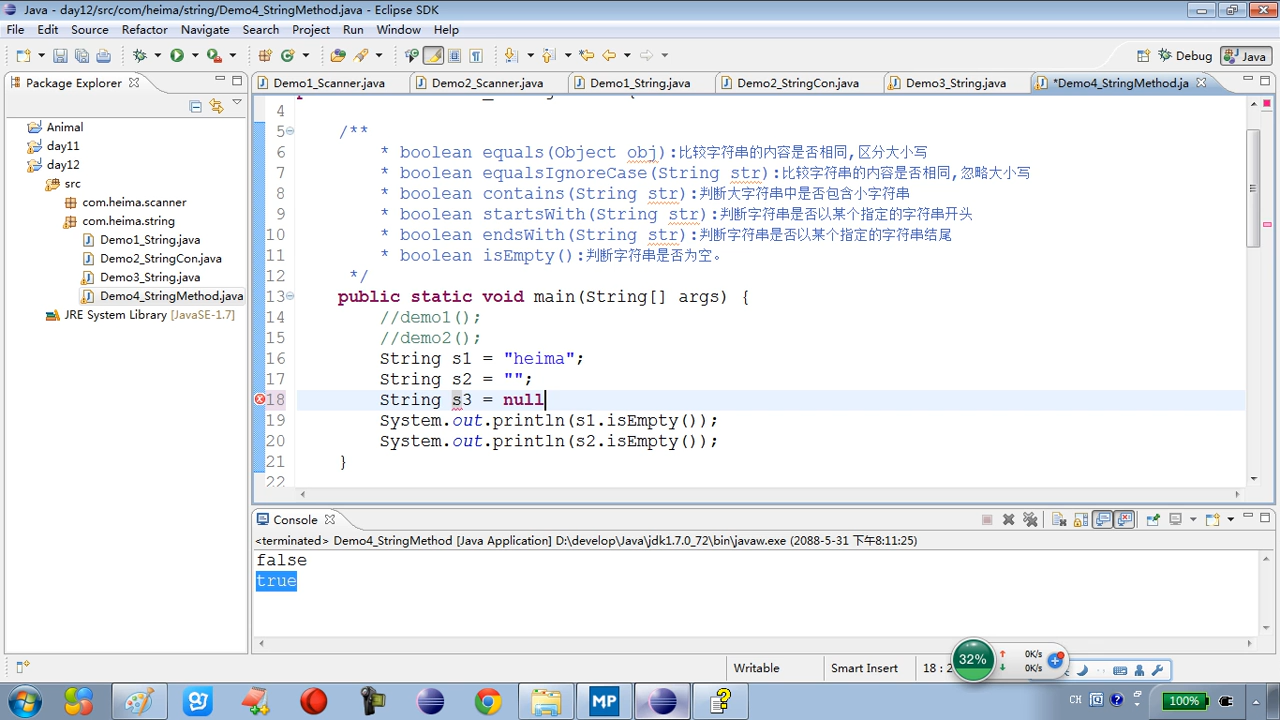 Java - day12/src/com/heima/string/Demo4_StringMethod.java - Eclipse SDK
File Edit Source Refactor Navigate Search Project Run Window Help
Debug Java
Package Explorer
Demo1_Scanner.java Demo2_Scanner.java Demo1_String.java Demo2_StringCon.java Demo3_String.java *Demo4_StringMethod.ja
Animal
day11
day12
src
com.heima.scanner
com.heima.string
Demo1_String.java
Demo2_StringCon.java
Demo3_String.java
Demo4_StringMethod.java
JRE System Library [JavaSE-1.7]
4
5 /**
6 * boolean equals(Object obj):比较字符串的内容是否相同,区分大小写
7 * boolean equalsIgnoreCase(String str):比较字符串的内容是否相同,忽略大小写
8 * boolean contains(String str):判断大字符串中是否包含小字符串
9 * boolean startsWith(String str):判断字符串是否以某个指定的字符串开头
10 * boolean endsWith(String str):判断字符串是否以某个指定的字符串结尾
11 * boolean isEmpty():判断字符串是否为空。
12 */
13 public static void main(String[] args) {
14 //demo1();
15 //demo2();
16 String s1 = "heima";
17 String s2 = "";
18 String s3 = null
19 System.out.println(s1.isEmpty());
20 System.out.println(s2.isEmpty());
21 }
22
Console
<terminated> Demo4_StringMethod [Java Application] D:\develop\Java\jdk1.7.0_72\bin\javaw.exe (2088-5-31 下午8:11:25)
false
true
Writable Smart Insert 18 : 2
32% 0K/s
0K/s
MP CH 100%